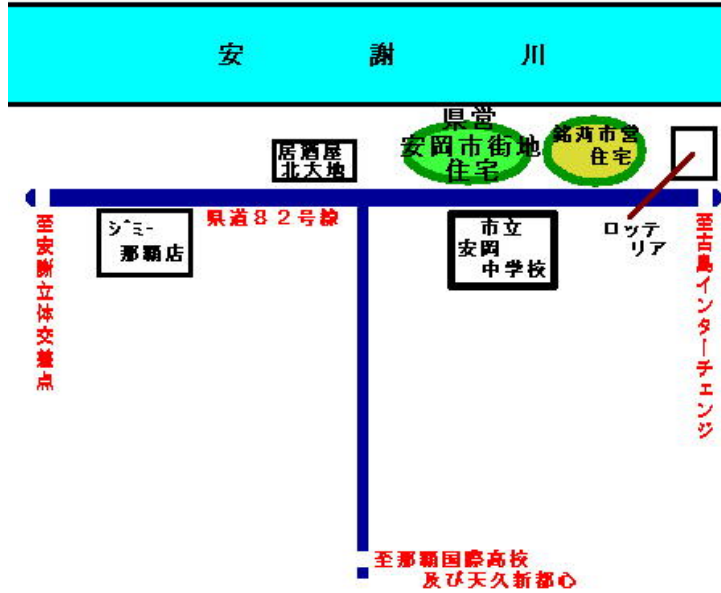 安謝川
県営
安岡市街地
住宅
銘苅市営
住宅
居酒屋
北大地
県道82号線
ジミー
那覇店
市立
安岡
中学校
ロッテ
リア
至安謝立体交差点
至古島インターチェンジ
至那覇国際高校
及び天久新都心